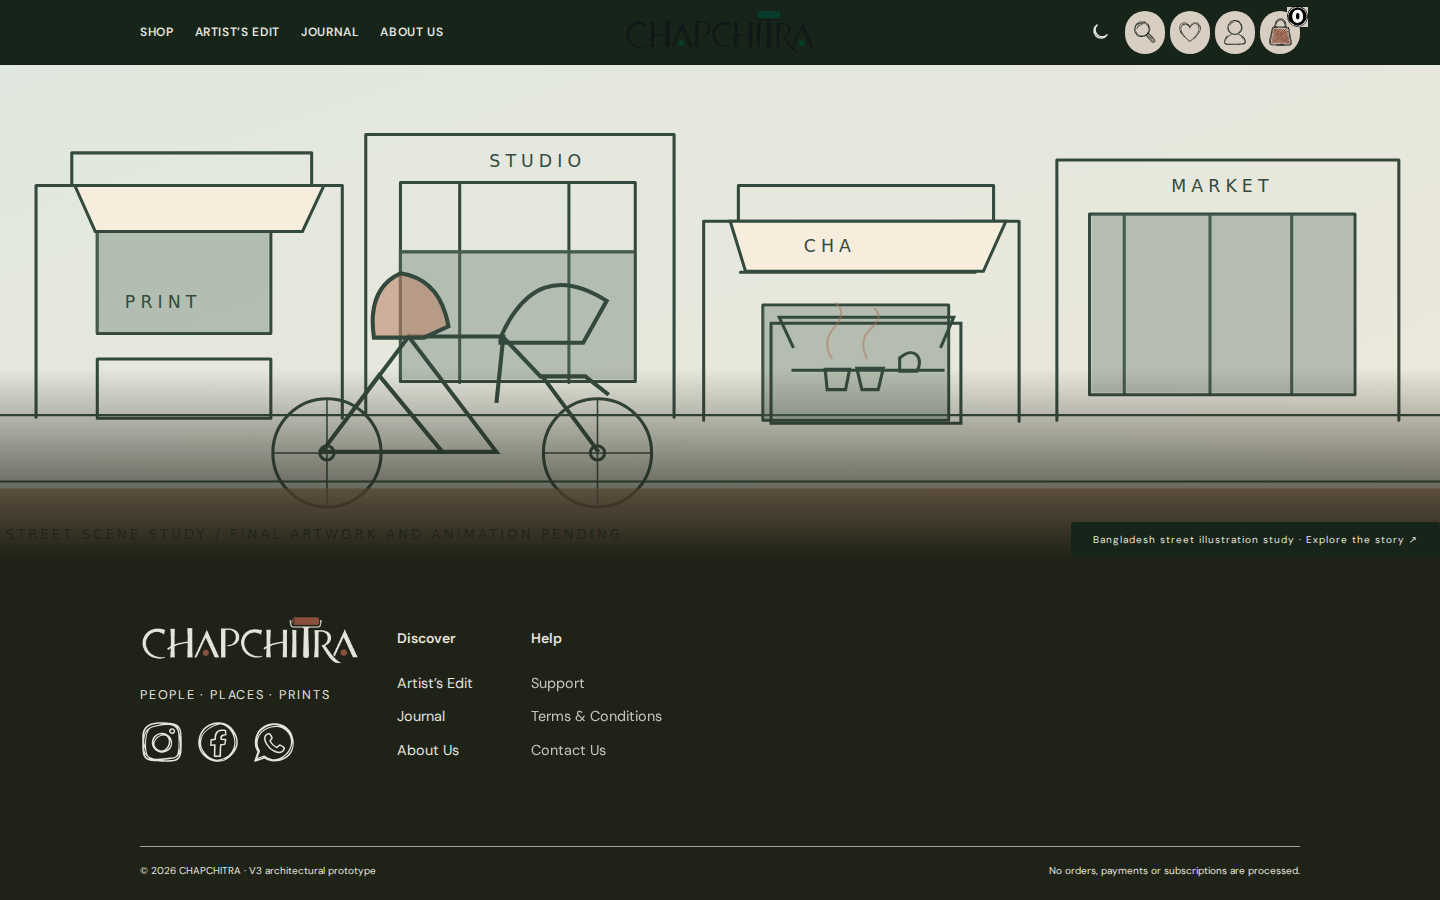 SHOP ARTIST'S EDIT JOURNAL ABOUT US
CHAPCHITRA
0
STUDIO
MARKET
CHA
PRINT
STREET SCENE STUDY / FINAL ARTWORK AND ANIMATION PENDING
Bangladesh street illustration study · Explore the story ↗
CHAPCHITRA
PEOPLE · PLACES · PRINTS
Discover
Artist's Edit
Journal
About Us
Help
Support
Terms & Conditions
Contact Us
© 2026 CHAPCHITRA · V3 architectural prototype
No orders, payments or subscriptions are processed.